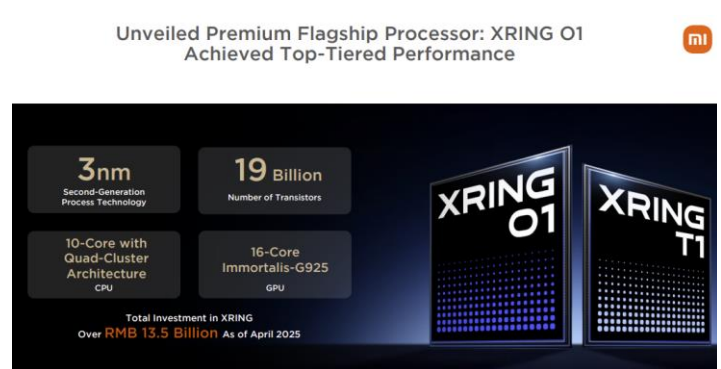 Unveiled Premium Flagship Processor: XRING O1
Achieved Top-Tiered Performance
mi
3nm
Second-Generation
Process Technology
19 Billion
Number of Transistors
10-Core with
Quad-Cluster
Architecture
CPU
16-Core
Immortalis-G925
GPU
Total Investment in XRING
Over RMB 13.5 Billion As of April 2025
XRING
O1
XRING
T1